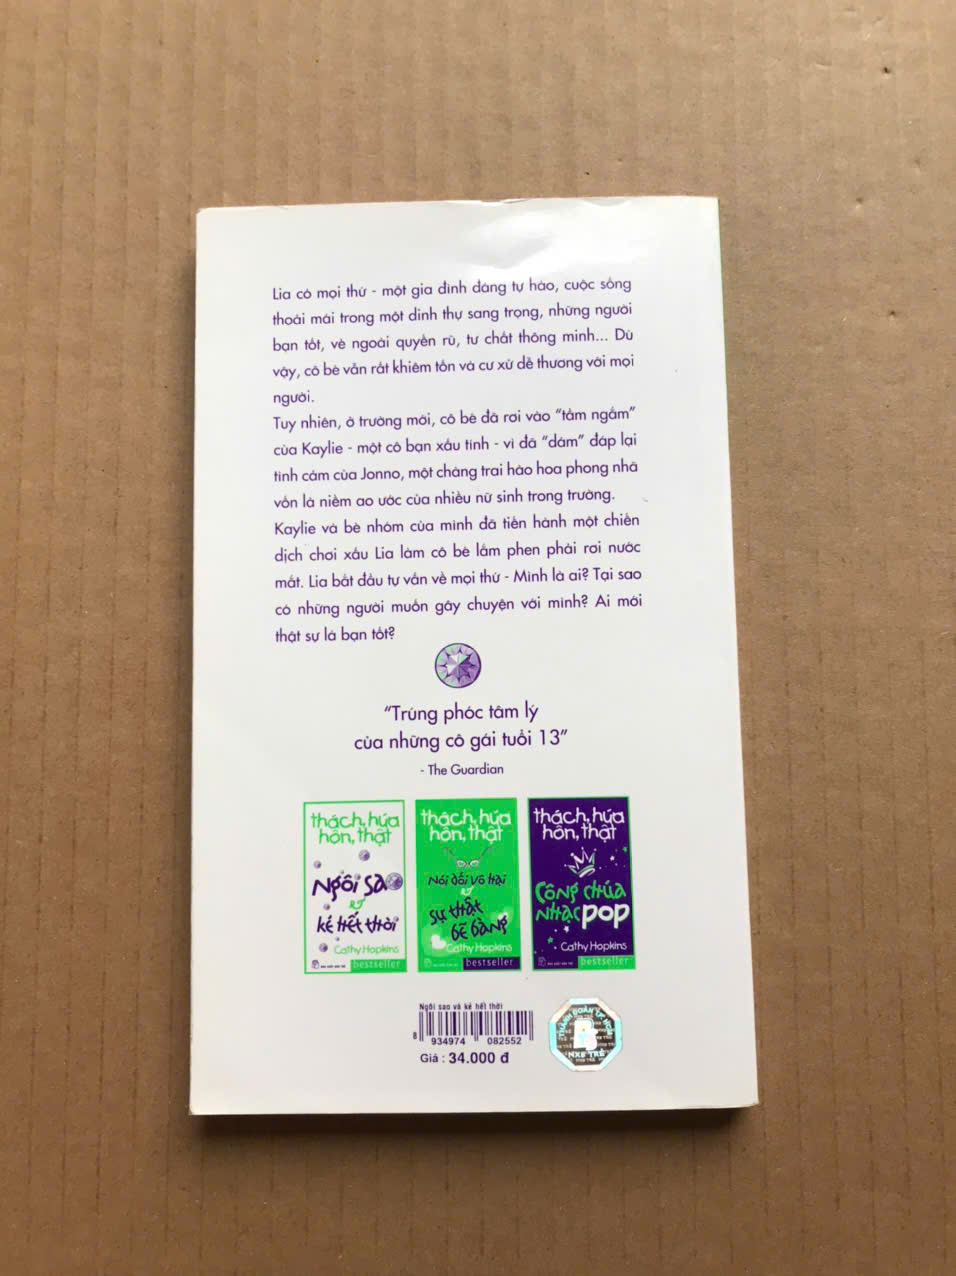 Lia có mọi thứ - một gia đình đáng tự hào, cuộc sống
thoải mái trong một dinh thự sang trọng, những người
bạn tốt, vẻ ngoài quyến rũ, tư chất thông minh... Dù
vậy, cô bé vẫn rất khiêm tốn và cư xử dễ thương với mọi
người.
Tuy nhiên, ở trường mới, cô bé đã rơi vào “tầm ngắm”
của Kaylie - một cô bạn xấu tính - vì đã “dám” đáp lại
tình cảm của Jonno, một chàng trai hào hoa phong nhã
vốn là niềm ao ước của nhiều nữ sinh trong trường.
Kaylie và bè nhóm của mình đã tiến hành một chiến
dịch chơi xấu Lia làm cô bé lắm phen phải rơi nước
mắt. Lia bắt đầu tự vấn về mọi thứ - Mình là ai? Tại sao
có những người muốn gây chuyện với mình? Ai mới
thật sự là bạn tốt?
“Trúng phóc tâm lý
của những cô gái tuổi 13”
- The Guardian
thách, hứa
hôn, thật
Ngôi sao
&
kẻ hết thời
Cathy Hopkins
bestseller
thách, hứa
hôn, thật
Nói dối vô hại
&
sự thật
bẽ bàng
Cathy Hopkins
bestseller
thách, hứa
hôn, thật
Công chúa
nhạc pop
Cathy Hopkins
bestseller
Ngôi sao và kẻ hết thời
8 934974 082552
Giá : 34.000 đ
NXB TRẺ